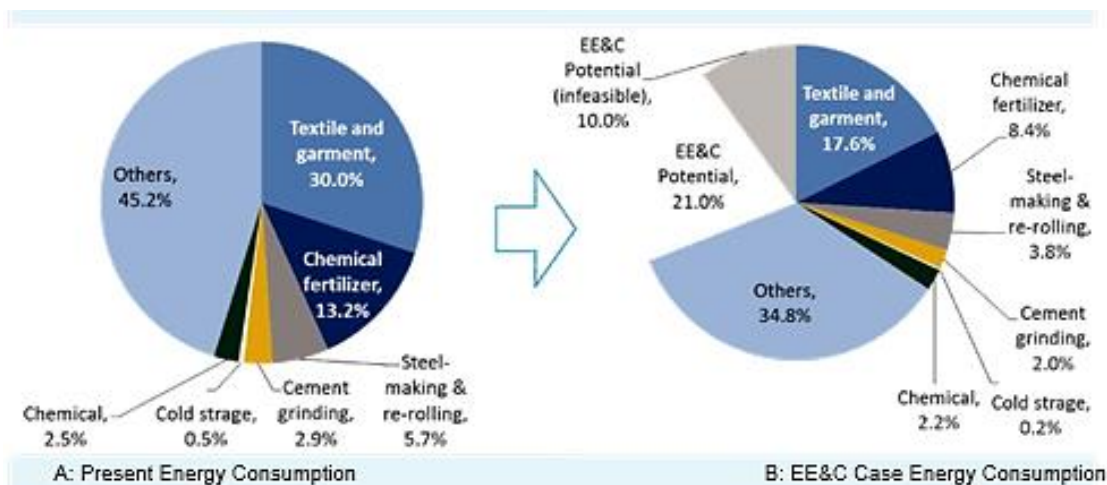 Textile and
garment,
30.0%
Chemical
fertilizer,
13.2%
Steel-
making &
re-rolling,
5.7%
Cement
grinding,
2.9%
Cold strage,
0.5%
Chemical,
2.5%
Others,
45.2%
A: Present Energy Consumption
EE&C
Potential
(infeasible),
10.0%
EE&C
Potential,
21.0%
Textile and
garment,
17.6%
Chemical
fertilizer,
8.4%
Steel-
making &
re-rolling,
3.8%
Cement
grinding,
2.0%
Cold strage,
0.2%
Chemical,
2.2%
Others,
34.8%
B: EE&C Case Energy Consumption